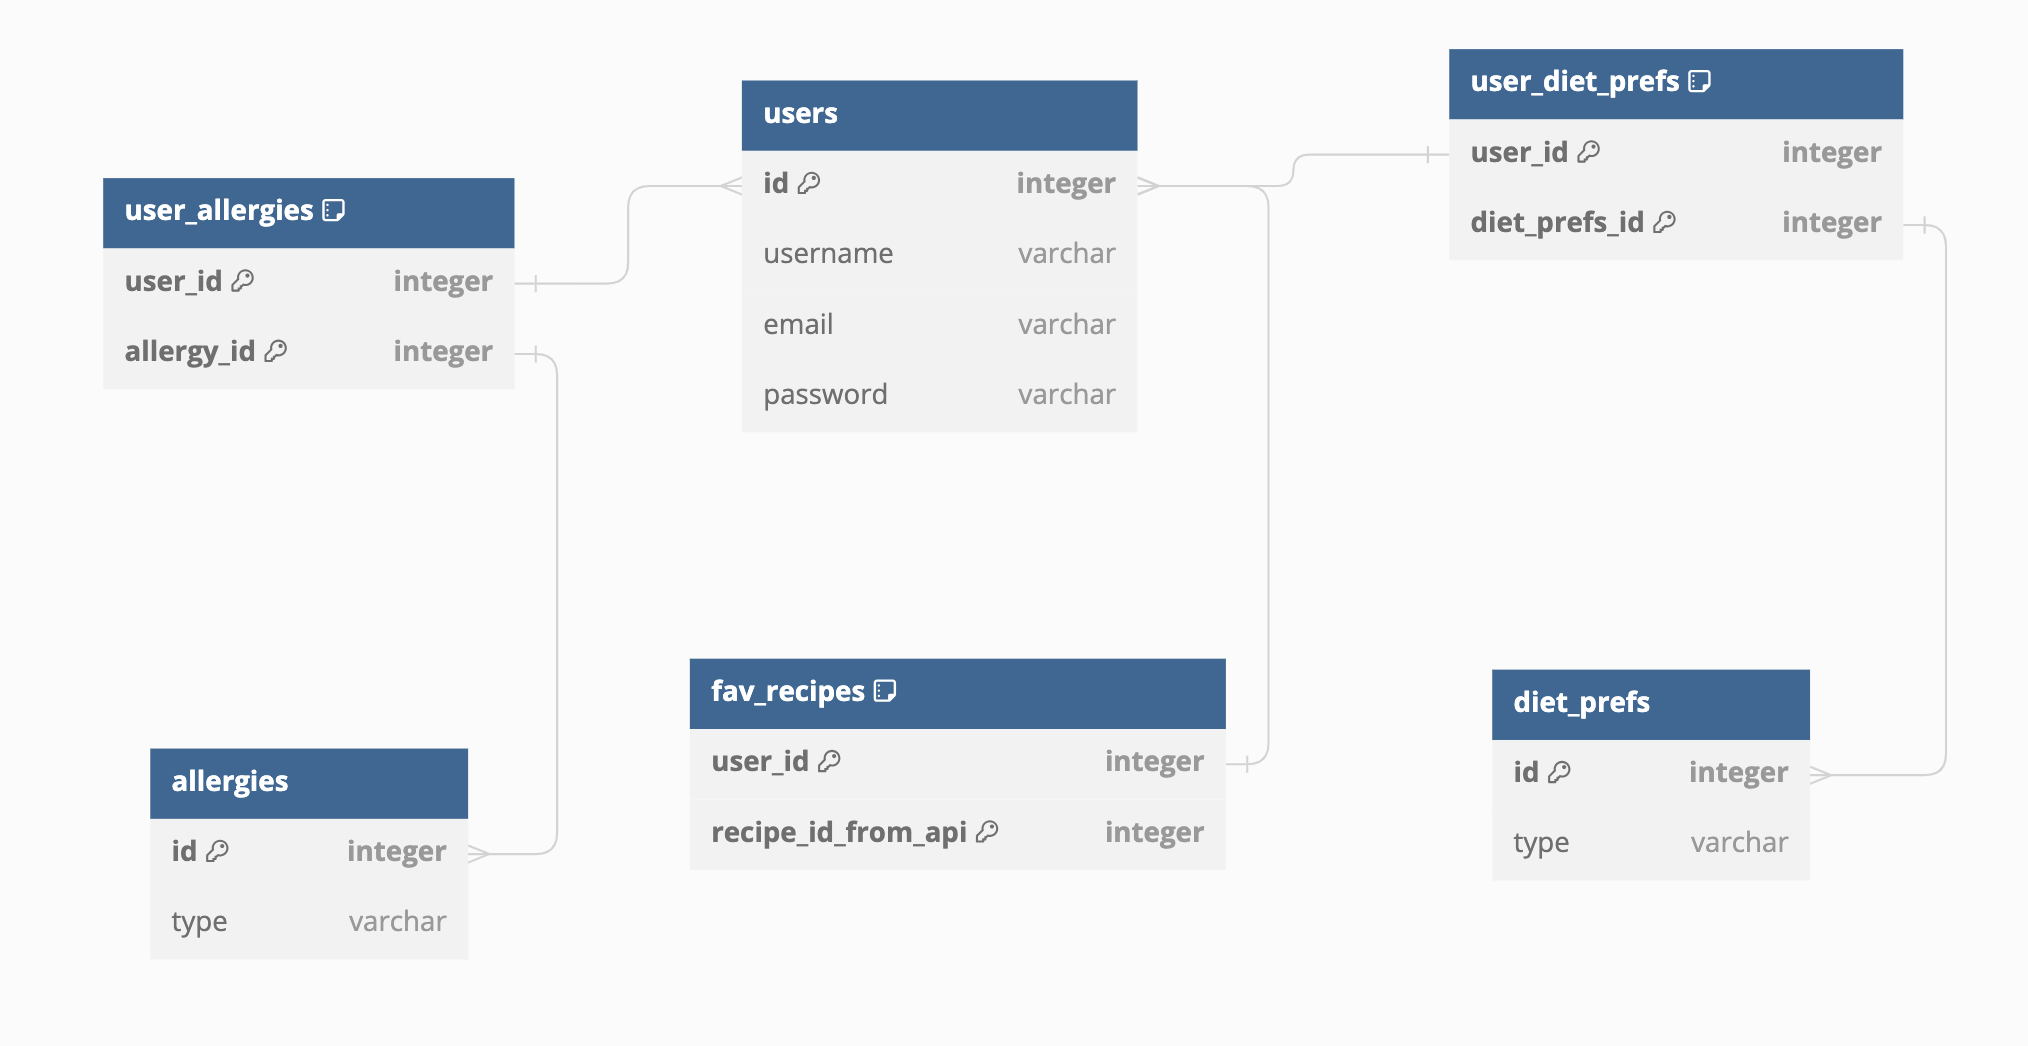 users
id integer
username varchar
email varchar
password varchar
user_diet_prefs
user_id integer
diet_prefs_id integer
user_allergies
user_id integer
allergy_id integer
fav_recipes
user_id integer
recipe_id_from_api integer
diet_prefs
id integer
type varchar
allergies
id integer
type varchar